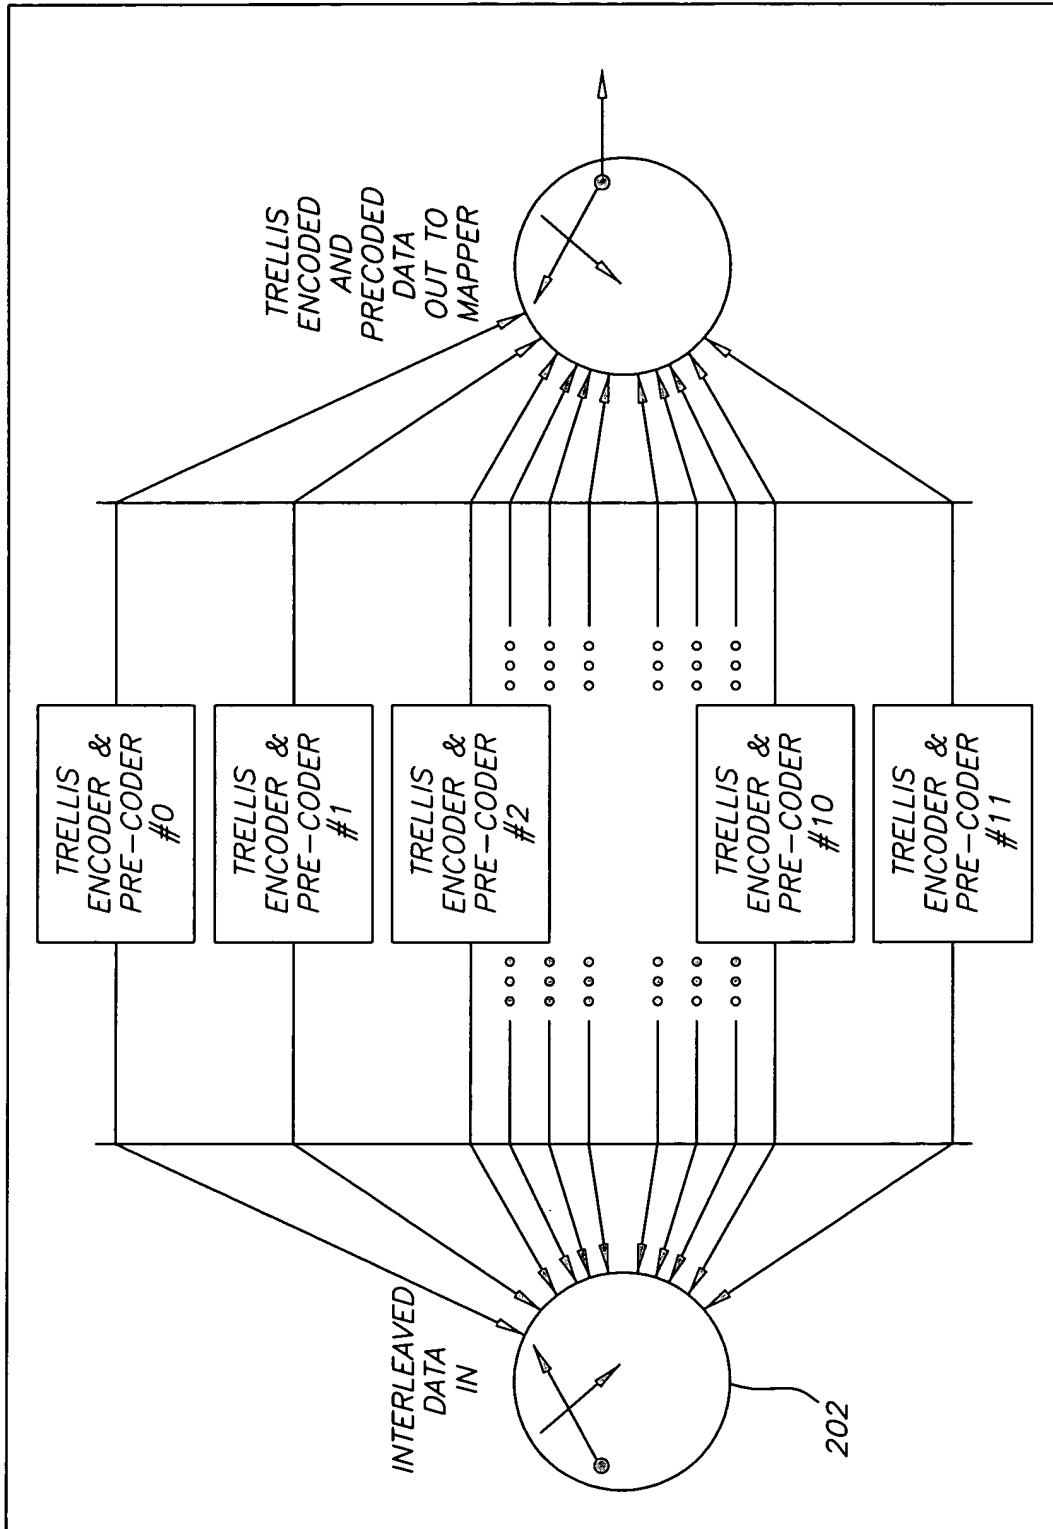 INTERLEAVED
DATA
IN
202
TRELLIS
ENCODER &
PRE-CODER
#0
TRELLIS
ENCODER &
PRE-CODER
#1
TRELLIS
ENCODER &
PRE-CODER
#2
TRELLIS
ENCODER &
PRE-CODER
#10
TRELLIS
ENCODER &
PRE-CODER
#11
TRELLIS
ENCODED
AND
PRECODED
DATA
OUT TO
MAPPER